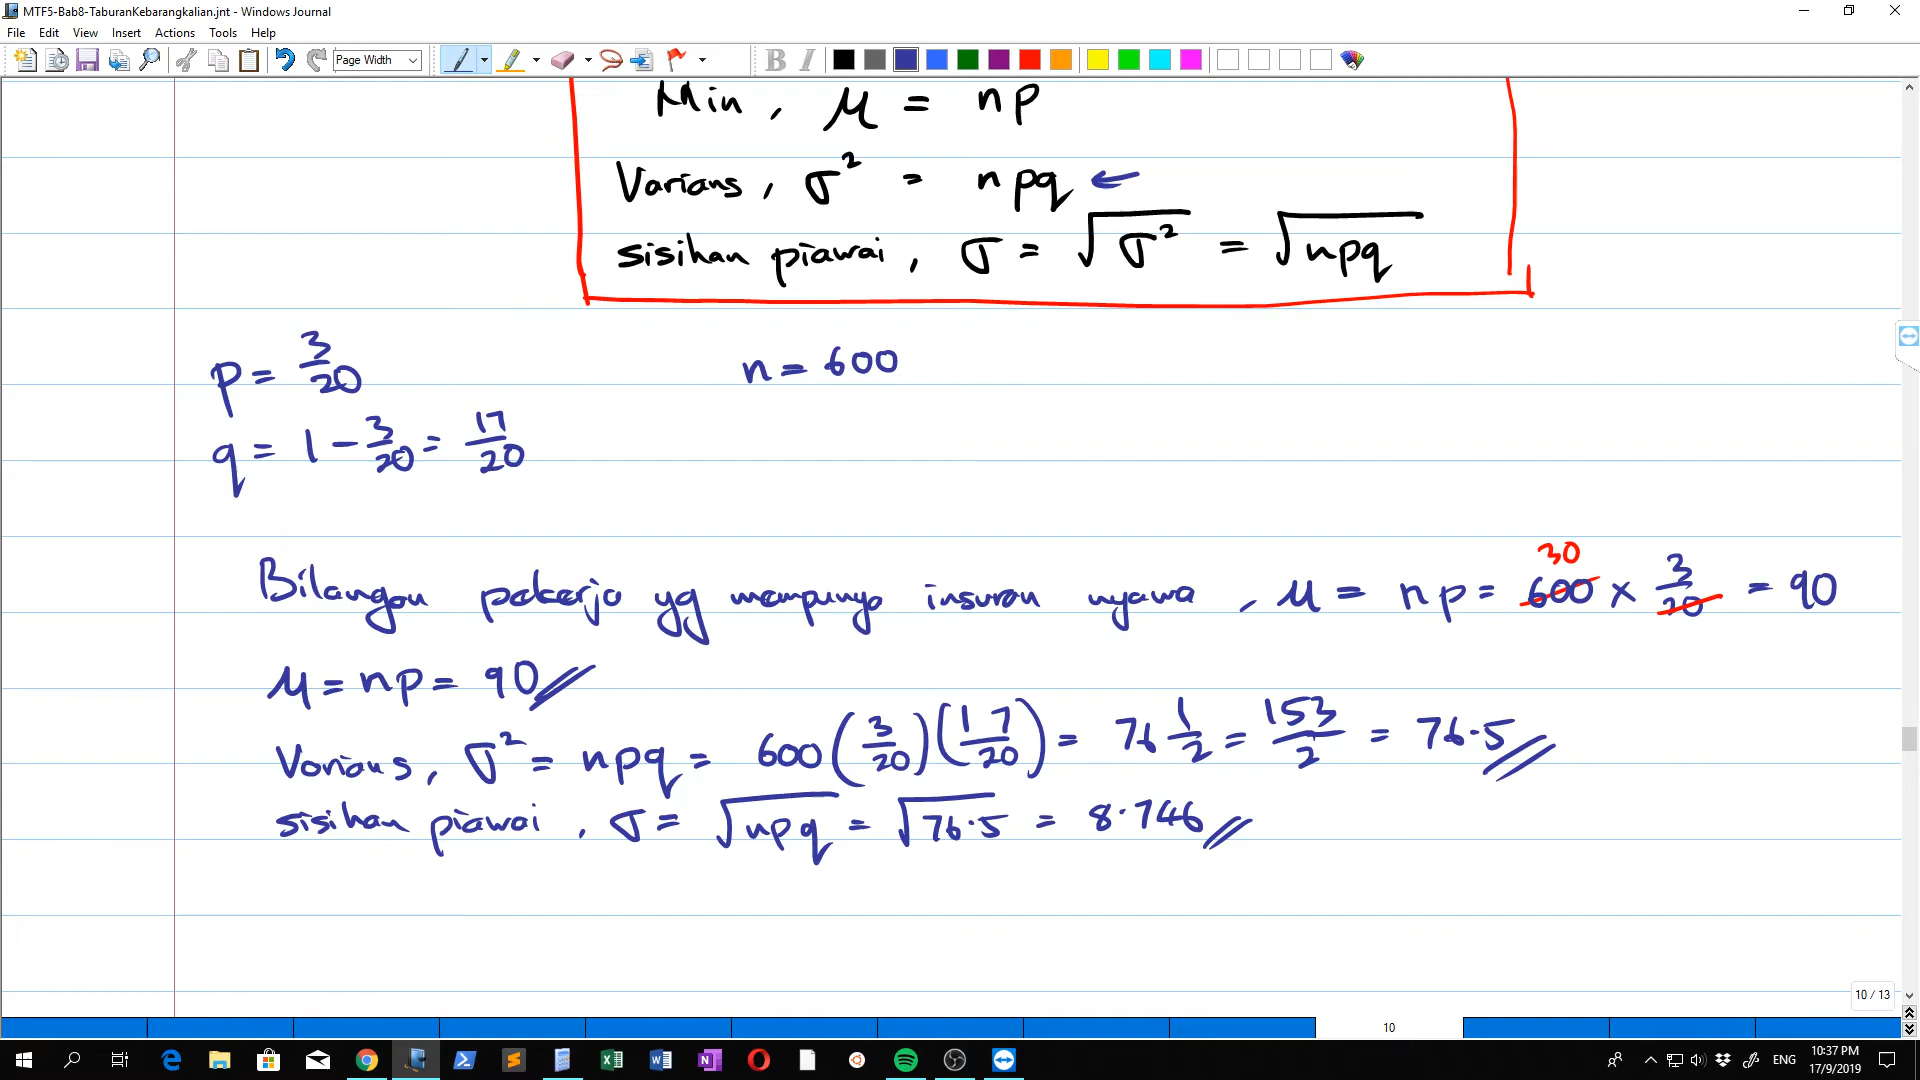 MTF5-Bab8-TaburanKebarangkalian.jnt - Windows Journal
File Edit View Insert Actions Tools Help
Page Width
B I
Min, μ = np
Varians, σ² = npq ←
sisihan piawai, σ = √σ² = √npq
p = 3/20
n = 600
q = 1 - 3/20 = 17/20
30
Bilangan pekerja yg mempunya insuran nyawa, μ = np = 600 × 3/20 = 90
μ = np = 90
Varians, σ² = npq = 600(3/20)(17/20) = 76 1/2 = 153/2 = 76.5
sisihan piawai, σ = √npq = √76.5 = 8.746
10 / 13
10
ENG
10:37 PM
17/9/2019